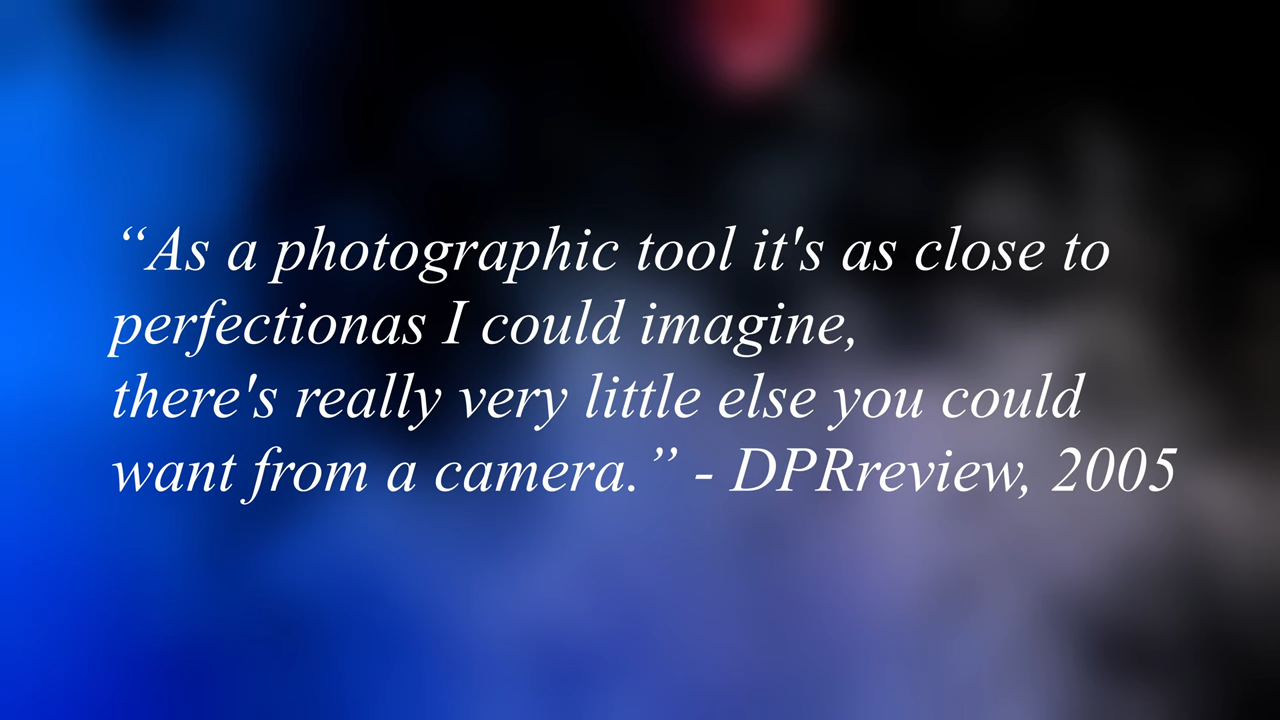 “As a photographic tool it's as close to
perfectionas I could imagine,
there's really very little else you could
want from a camera.” - DPRreview, 2005